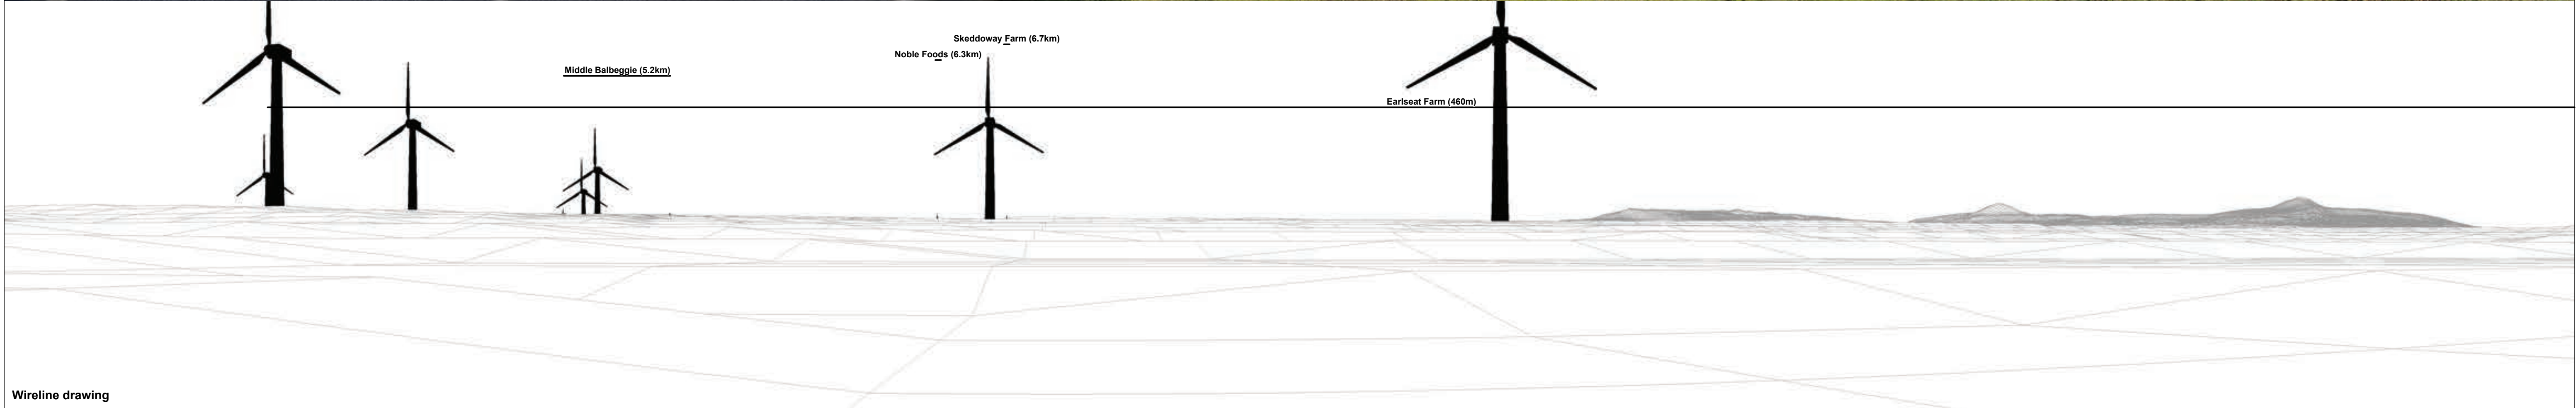 Skeddoway Farm (6.7km)
Noble Foods (6.3km)
Middle Balbeggie (5.2km)
Earlseat Farm (460m)
Wireline drawing